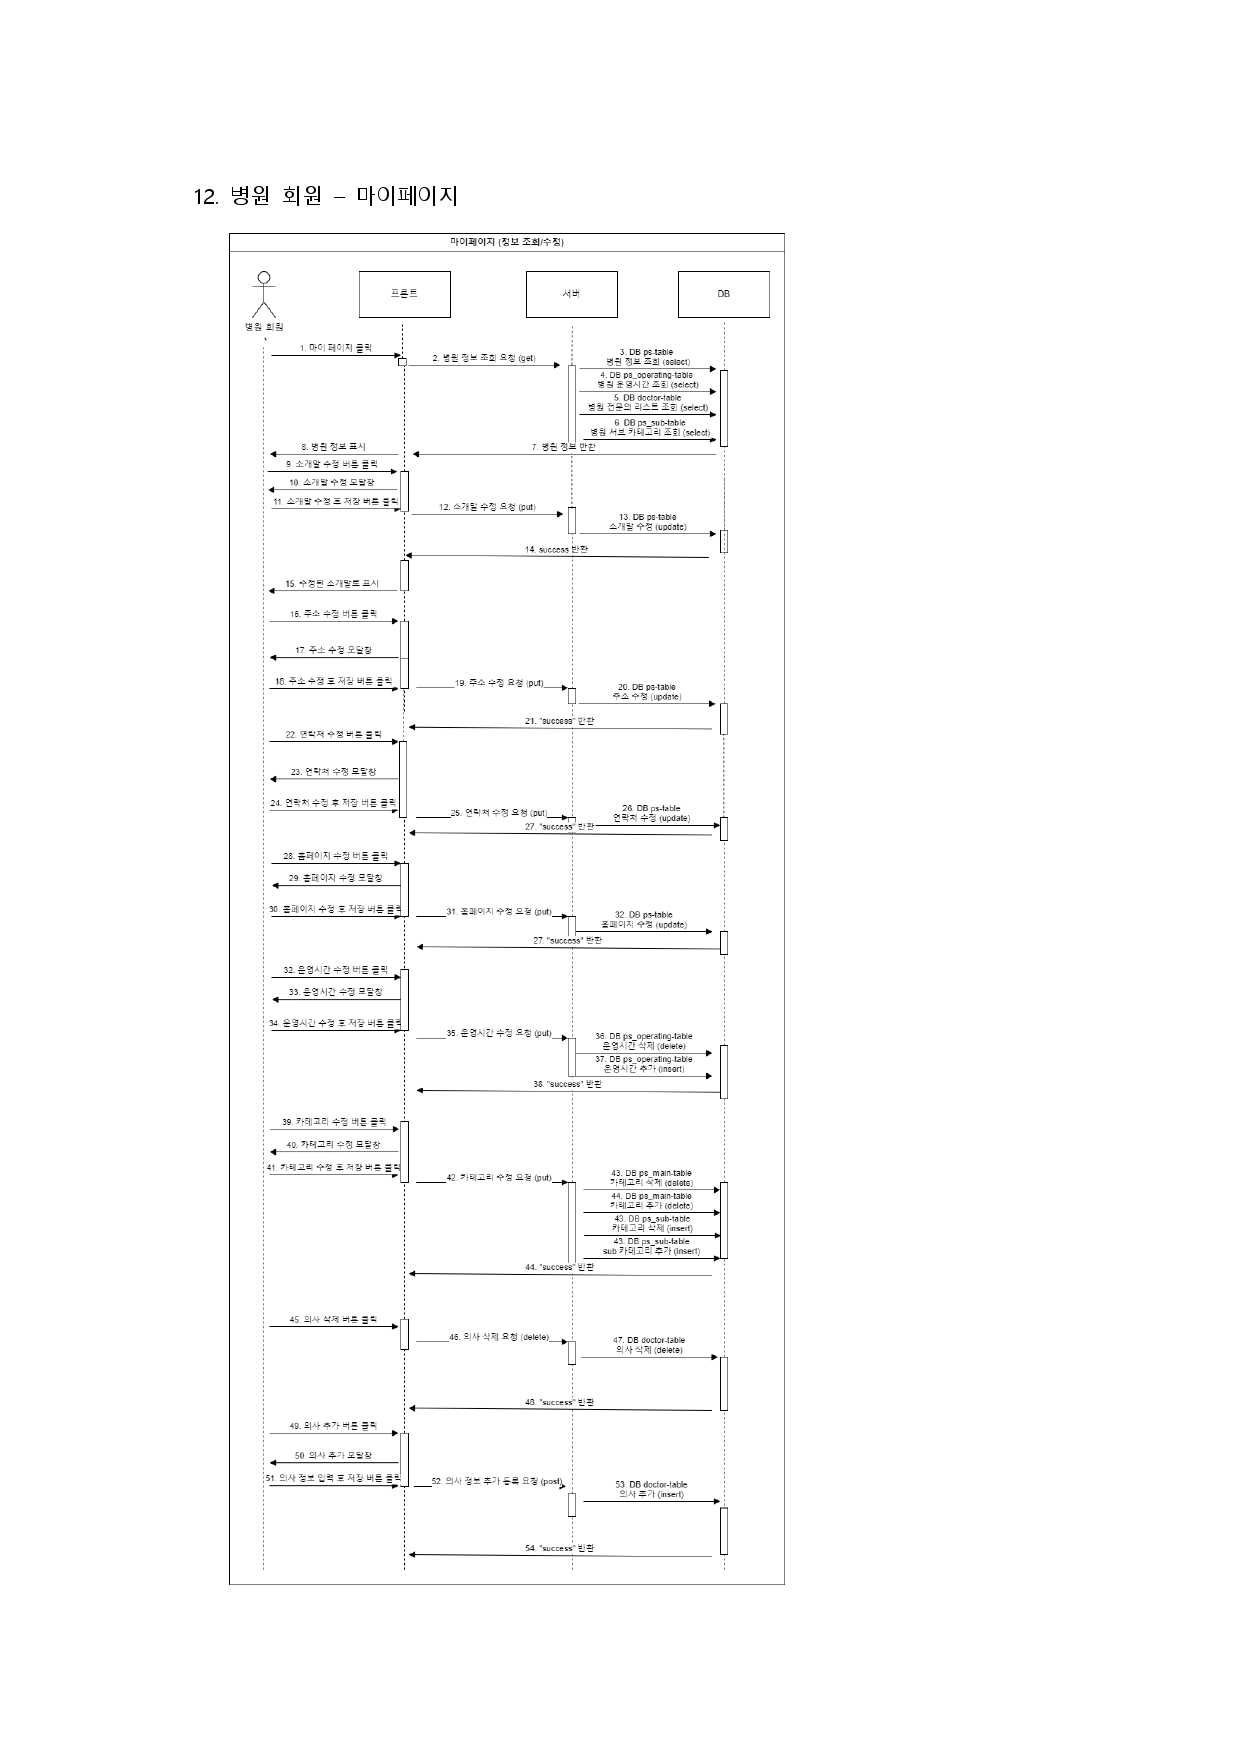 12. 병원 회원 – 마이페이지
마이페이지 (정보 조회/수정)
병원 회원
프론트
서버
DB
1. 마이 페이지 클릭
2. 병원 정보 조회 요청 (get)
3. DB ps-table
병원 정보 조회 (select)
4. DB ps_operating-table
병원 운영시간 조회 (select)
5. DB doctor-table
병원 전문의 리스트 조회 (select)
6. DB ps_sub-table
병원 서브 카테고리 조회 (select)
7. 병원 정보 반환
8. 병원 정보 표시
9. 소개말 수정 버튼 클릭
10. 소개말 수정 모달창
11. 소개말 수정 후 저장 버튼 클릭
12. 소개말 수정 요청 (put)
13. DB ps-table
소개말 수정 (update)
14. success 반환
15. 수정된 소개말로 표시
16. 주소 수정 버튼 클릭
17. 주소 수정 모달창
18. 주소 수정 후 저장 버튼 클릭
19. 주소 수정 요청 (put)
20. DB ps-table
주소 수정 (update)
21. "success" 반환
22. 연락처 수정 버튼 클릭
23. 연락처 수정 모달창
24. 연락처 수정 후 저장 버튼 클릭
25. 연락처 수정 요청 (put)
26. DB ps-table
연락처 수정 (update)
27. "success" 반환
28. 홈페이지 수정 버튼 클릭
29. 홈페이지 수정 모달창
30. 홈페이지 수정 후 저장 버튼 클릭
31. 홈페이지 수정 요청 (put)
32. DB ps-table
홈페이지 수정 (update)
27. "success" 반환
32. 운영시간 수정 버튼 클릭
33. 운영시간 수정 모달창
34. 운영시간 수정 후 저장 버튼 클릭
35. 운영시간 수정 요청 (put)
36. DB ps_operating-table
운영시간 삭제 (delete)
37. DB ps_operating-table
운영시간 추가 (insert)
38. "success" 반환
39. 카테고리 수정 버튼 클릭
40. 카테고리 수정 모달창
41. 카테고리 수정 후 저장 버튼 클릭
42. 카테고리 수정 요청 (put)
43. DB ps_main-table
카테고리 삭제 (delete)
44. DB ps_main-table
카테고리 추가 (delete)
43. DB ps_sub-table
카테고리 삭제 (insert)
43. DB ps_sub-table
sub 카테고리 추가 (insert)
44. "success" 반환
45. 의사 삭제 버튼 클릭
46. 의사 삭제 요청 (delete)
47. DB doctor-table
의사 삭제 (delete)
48. "success" 반환
49. 의사 추가 버튼 클릭
50. 의사 추가 모달창
51. 의사 정보 입력 후 저장 버튼 클릭
52. 의사 정보 추가 등록 요청 (post)
53. DB doctor-table
의사 추가 (insert)
54. "success" 반환